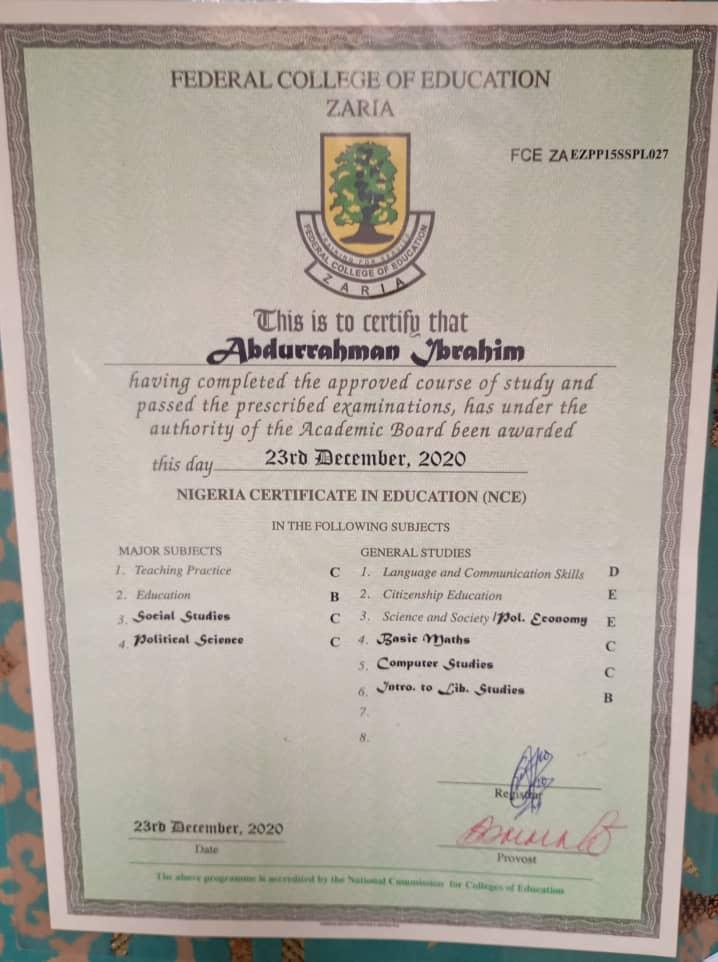 FEDERAL COLLEGE OF EDUCATION
ZARIA
FCE ZA EZPP15SSPL027
TRAINING FOR SERVICE
FEDERAL COLLEGE OF EDUCATION
ZARIA
This is to certify that
Abdurrahman Ibrahim
having completed the approved course of study and
passed the prescribed examinations, has under the
authority of the Academic Board been awarded
this day 23rd December, 2020
NIGERIA CERTIFICATE IN EDUCATION (NCE)
IN THE FOLLOWING SUBJECTS
MAJOR SUBJECTS
1. Teaching Practice C
2. Education B
3. Social Studies C
4. Political Science C
GENERAL STUDIES
1. Language and Communication Skills D
2. Citizenship Education E
3. Science and Society / Pol. Economy E
4. Basic Maths C
5. Computer Studies C
6. Intro. to Lib. Studies B
7.
8.
Registrar
23rd December, 2020
Date
Provost
The above programme is accredited by the National Commission for Colleges of Education